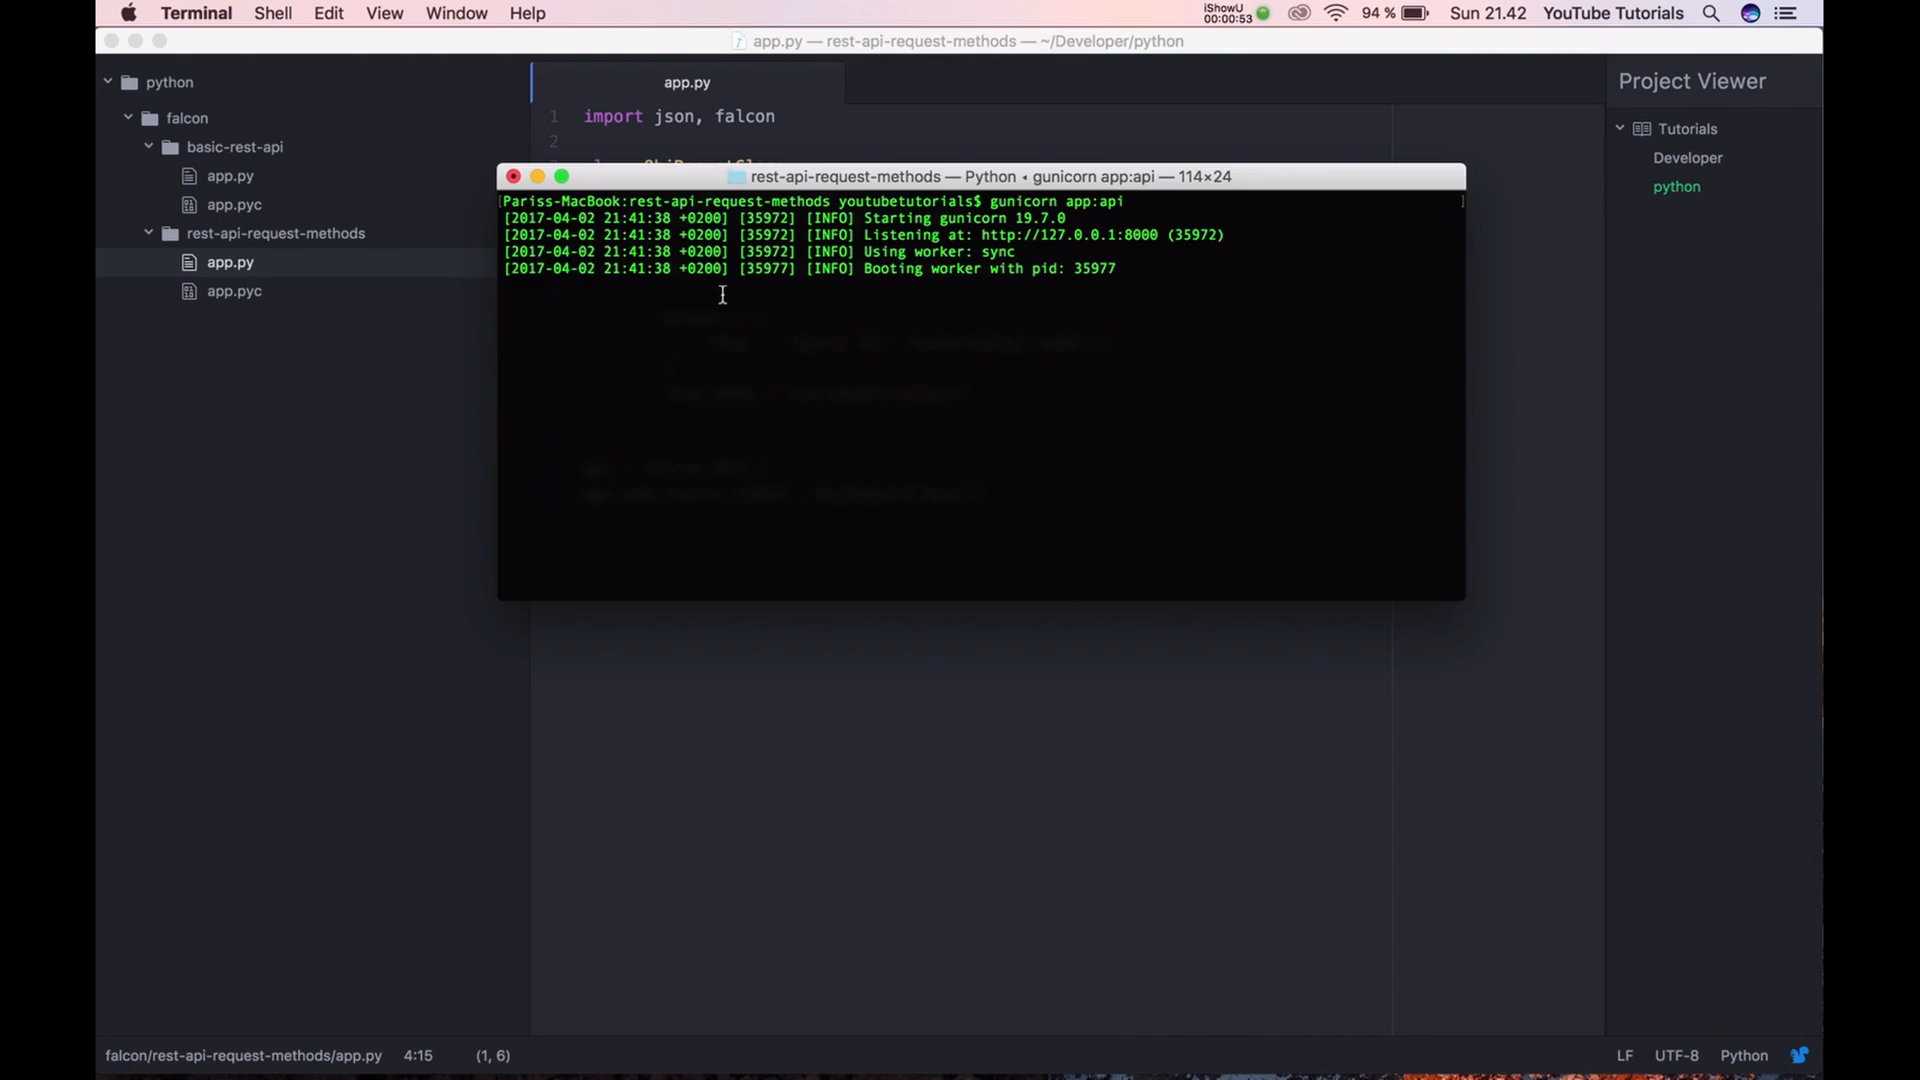 Terminal Shell Edit View Window Help iShowU 00:00:53 94 % Sun 21.42 YouTube Tutorials
app.py — rest-api-request-methods — ~/Developer/python
python
falcon
basic-rest-api
app.py
app.pyc
rest-api-request-methods
app.py
app.pyc
app.py
1 import json, falcon
2
rest-api-request-methods — Python • gunicorn app:api — 114×24
Pariss-MacBook:rest-api-request-methods youtubetutorials$ gunicorn app:api
[2017-04-02 21:41:38 +0200] [35972] [INFO] Starting gunicorn 19.7.0
[2017-04-02 21:41:38 +0200] [35972] [INFO] Listening at: http://127.0.0.1:8000 (35972)
[2017-04-02 21:41:38 +0200] [35972] [INFO] Using worker: sync
[2017-04-02 21:41:38 +0200] [35977] [INFO] Booting worker with pid: 35977
Project Viewer
Tutorials
Developer
python
falcon/rest-api-request-methods/app.py 4:15 (1, 6) LF UTF-8 Python